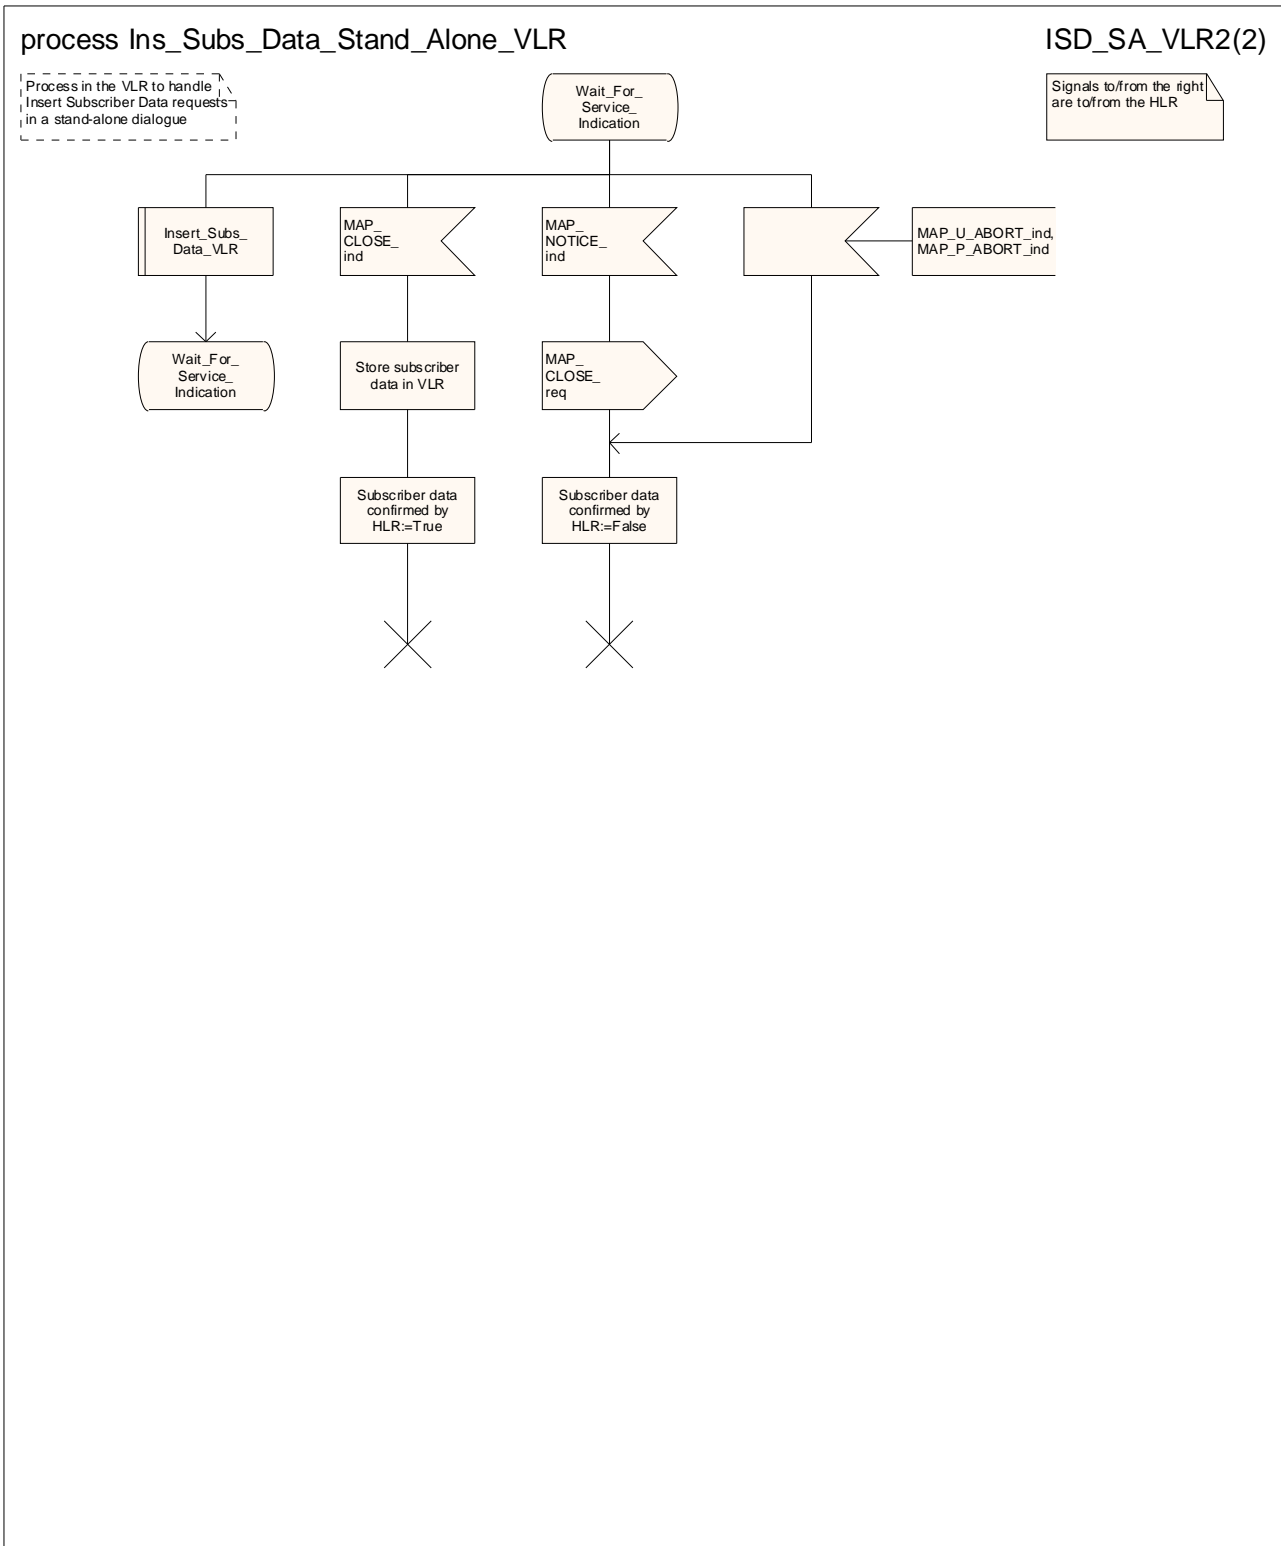 process Ins_Subs_Data_Stand_Alone_VLR
ISD_SA_VLR2(2)
Process in the VLR to handle
Insert Subscriber Data requests
in a stand-alone dialogue
Wait_For_
Service_
Indication
Signals to/from the right
are to/from the HLR
Insert_Subs_
Data_VLR
MAP_
CLOSE_
ind
MAP_
NOTICE_
ind
MAP_U_ABORT_ind,
MAP_P_ABORT_ind
Wait_For_
Service_
Indication
Store subscriber
data in VLR
MAP_
CLOSE_
req
Subscriber data
confirmed by
HLR:=True
Subscriber data
confirmed by
HLR:=False